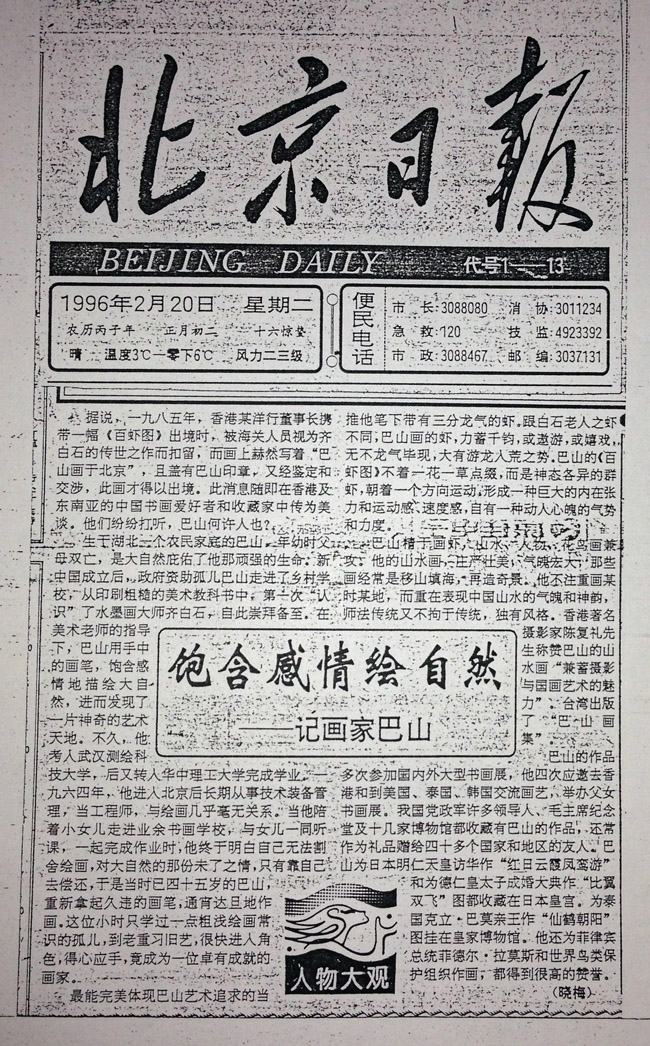 北京日報
BEIJING DAILY 代号1——13
1996年2月20日 星期二
农历丙子年 正月初二 十六惊蛰
晴 温度3℃—零下6℃ 风力二三级
便民电话
市 长:3088080 消 协:3011234
急 救:120 技 监:4923392
市 政:3088467 邮 编:3037131
饱含感情绘自然
——记画家巴山
据说,一九八五年,香港某洋行董事长携
带一幅《百虾图》出境时,被海关人员视为齐
白石的传世之作而扣留,而画上赫然写着“巴
山画于北京”,且盖有巴山印章,又经鉴定和
交涉,此画才得以出境。此消息随即在香港及
东南亚的中国书画爱好者和收藏家中传为美
谈。他们纷纷打听,巴山何许人也?
生于湖北一个农民家庭的巴山,年幼时父
母双亡,是大自然庇佑了他那顽强的生命。新
中国成立后,政府资助孤儿巴山走进了乡村学
校,从印刷粗糙的美术教科书中,第一次“认
识”了水墨画大师齐白石,自此崇拜备至。在
美术老师的指导
下,巴山用手中
的画笔,饱含感
情地描绘大自
然,进而发现了
一片神奇的艺术
天地。不久,他
考入武汉测绘科
技大学,后又转入华中理工大学完成学业。一
九六四年,他进入北京后长期从事技术装备管
理,当工程师,与绘画几乎毫无关系。当他陪
着小女儿走进业余书画学校,与女儿一同听
课,一起完成作业时,他终于明白自己无法割
舍绘画,对大自然的那份未了之情,只有靠自己
去偿还,于是当时已四十五岁的巴山,
重新拿起久违的画笔,通宵达旦地作
画。这位小时只学过一点粗浅绘画常
识的孤儿,到老重习旧艺,很快进入角
色,得心应手,竟成为一位卓有成就的
画家。
最能完美体现巴山艺术追求的当
推他笔下带有三分龙气的虾,跟白石老人之虾
不同,巴山画的虾,力蓄千钧,或遨游,或嬉戏,
无不龙气毕现,大有游龙入荒之势。巴山的《百
虾图》不着一花一草点缀,而是神态各异的群
虾,朝着一个方向运动,形成一种巨大的内在张
力和运动感、速度感,自有一种动人心魄的气势
和力度。
巴山精于画虾,山水、人物、花鸟画兼
攻。他的山水画,庄严壮美,气魄宏大,那些
画经常是移山填海,再造奇景。他不注重画某
时某地,而重在表现中国山水的气魄和神韵,
师法传统又不拘于传统,独有风格。香港著名
摄影家陈复礼先
生称赞巴山的山
水画“兼蓄摄影
与国画艺术的魅
力”。台湾出版
了“巴山画
集”。
巴山的作品
多次参加国内外大型书画展,他四次应邀去香
港和到美国、泰国、韩国交流画艺,举办父女
书画展。我国党政军许多领导人、毛主席纪念
堂及十几家博物馆都收藏有巴山的作品,还常
作为礼品赠给四十多个国家和地区的友人。巴
山为日本明仁天皇访华作“红日云霞凤鸾游”
和为德仁皇太子成婚大典作“比翼
双飞”图都收藏在日本皇宫。为泰
国克立·巴莫亲王作“仙鹤朝阳”
图挂在皇家博物馆。他还为菲律宾
总统菲德尔·拉莫斯和世界鸟类保
护组织作画,都得到很高的赞誉。
(晓梅)
人物大观